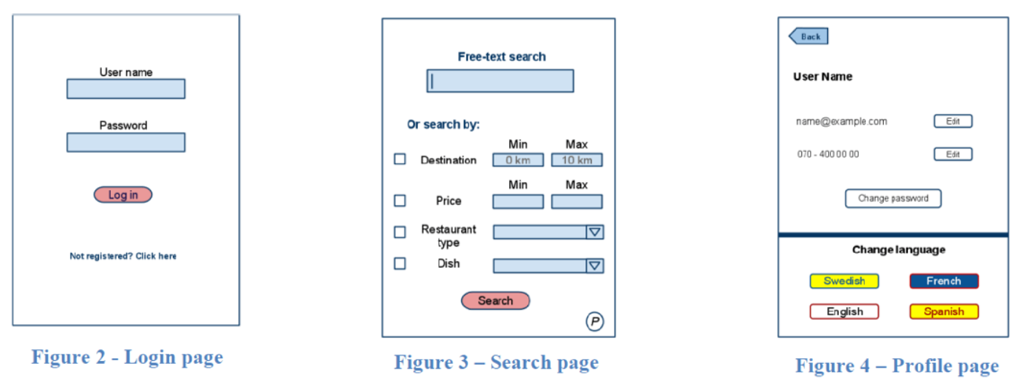 User name
Password
Log in
Not registered? Click here
Figure 2 - Login page
Free-text search
Or search by:
Min Max
Destination 0 km 10 km
Min Max
Price
Restaurant
type
Dish
Search
P
Figure 3 – Search page
Back
User Name
name@example.com Edit
070 - 400 00 00 Edit
Change password
Change language
Swedish French
English Spanish
Figure 4 – Profile page